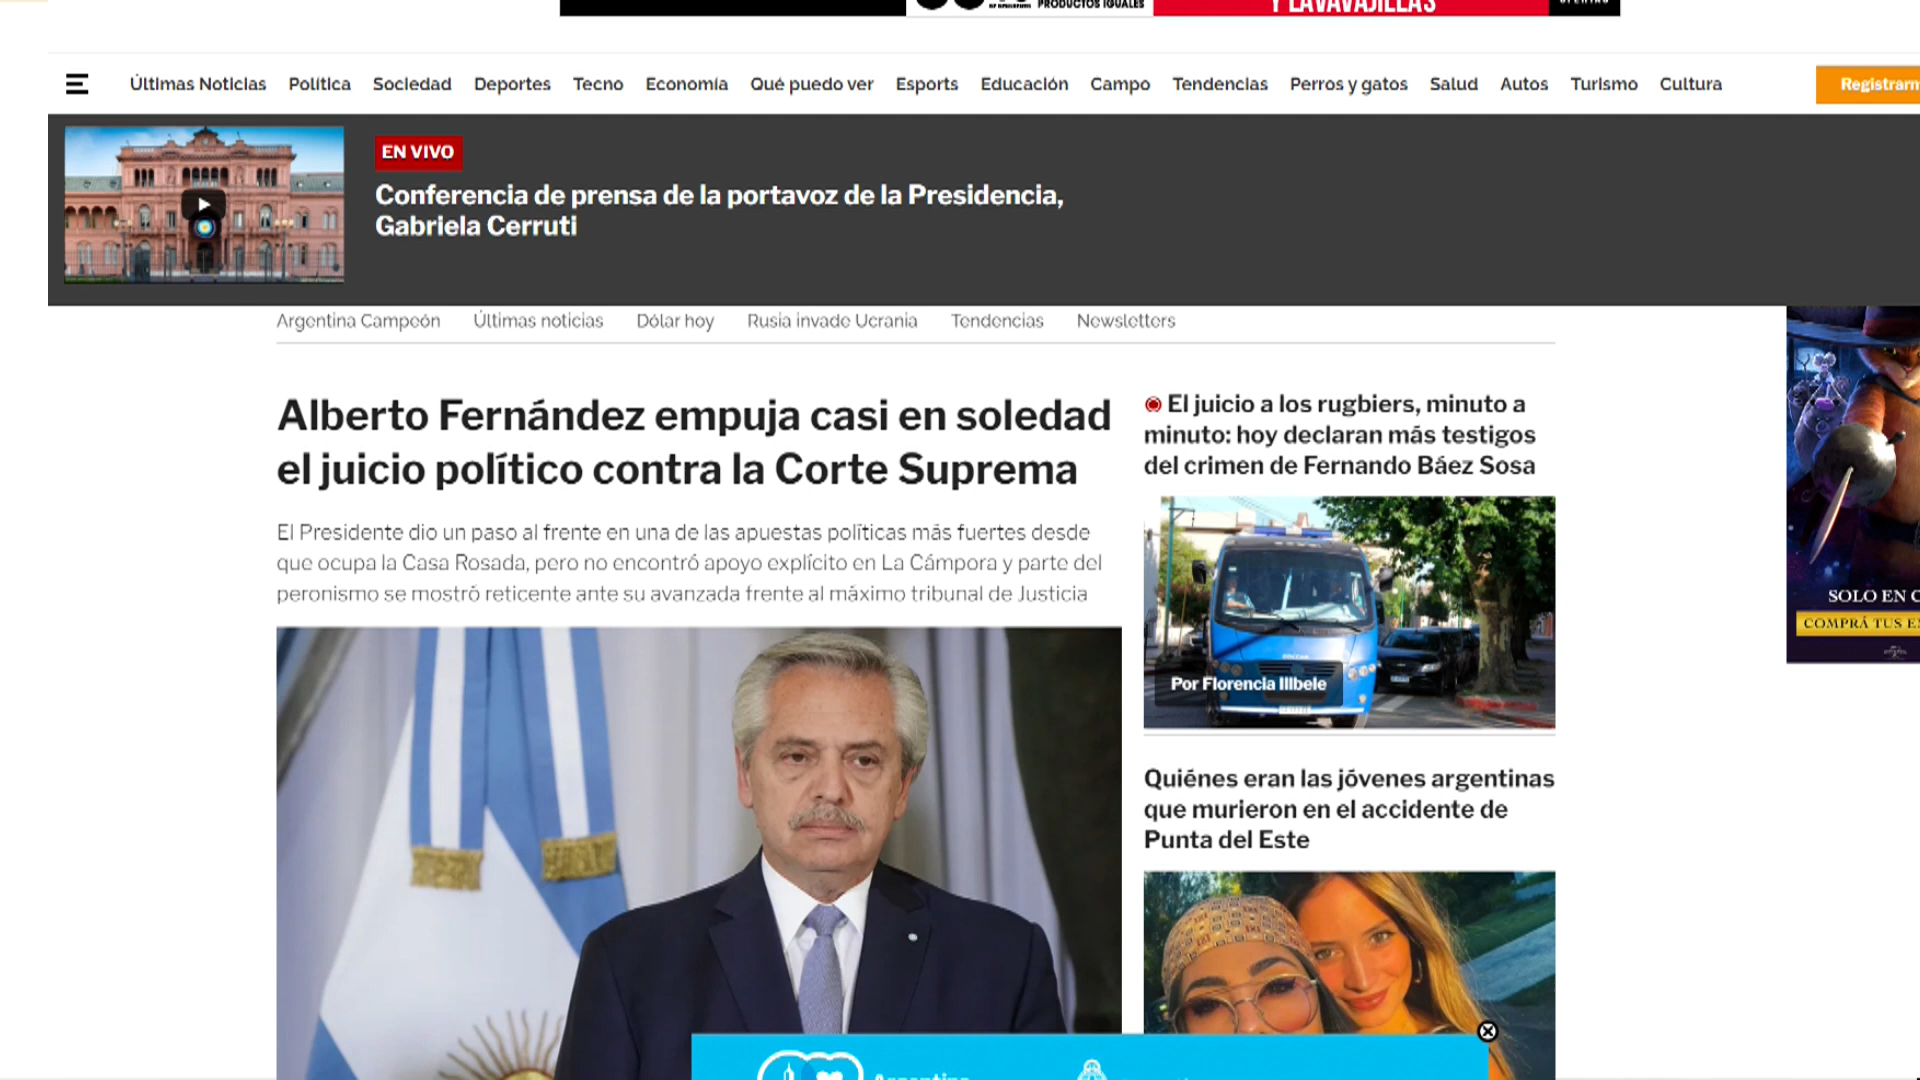 PRODUCTOS IGUALES
Y LAVAVAJILLAS
Últimas Noticias Política Sociedad Deportes Tecno Economía Qué puedo ver Esports Educación Campo Tendencias Perros y gatos Salud Autos Turismo Cultura
EN VIVO
Conferencia de prensa de la portavoz de la Presidencia,
Gabriela Cerruti
Argentina Campeón Últimas noticias Dólar hoy Rusia invade Ucrania Tendencias Newsletters
Alberto Fernández empuja casi en soledad
el juicio político contra la Corte Suprema
El Presidente dio un paso al frente en una de las apuestas políticas más fuertes desde
que ocupa la Casa Rosada, pero no encontró apoyo explícito en La Cámpora y parte del
peronismo se mostró reticente ante su avanzada frente al máximo tribunal de Justicia
El juicio a los rugbiers, minuto a
minuto: hoy declaran más testigos
del crimen de Fernando Báez Sosa
Por Florencia Illbele
Quiénes eran las jóvenes argentinas
que murieron en el accidente de
Punta del Este
SOLO EN C
COMPRÁ TUS E
Argentina